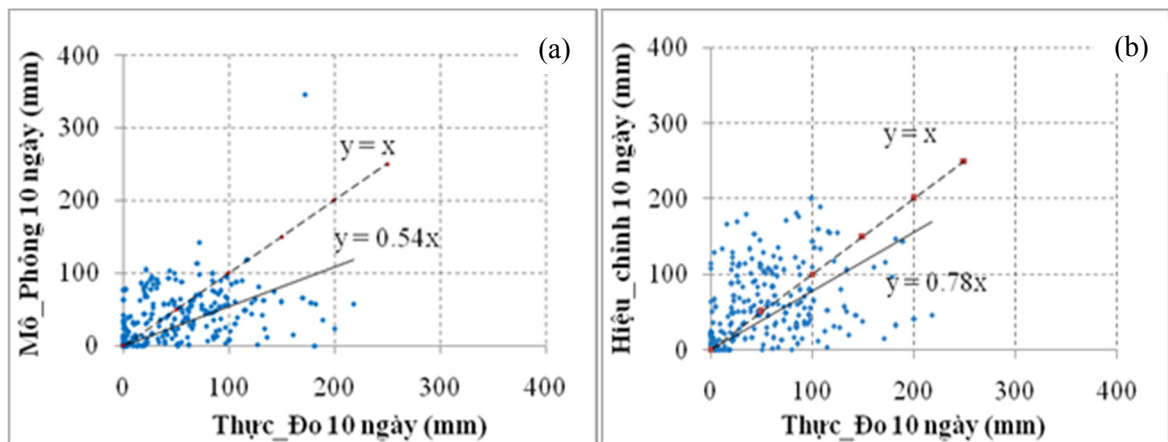 (a)
400
300
200
100
0
y = x
y = 0.54x
0 100 200 300 400
Mô_Phỏng 10 ngày (mm)
Thực_Đo 10 ngày (mm)
(b)
400
300
200
100
0
y = x
y = 0.78x
0 100 200 300 400
Hiệu_chỉnh 10 ngày (mm)
Thực_Đo 10 ngày (mm)